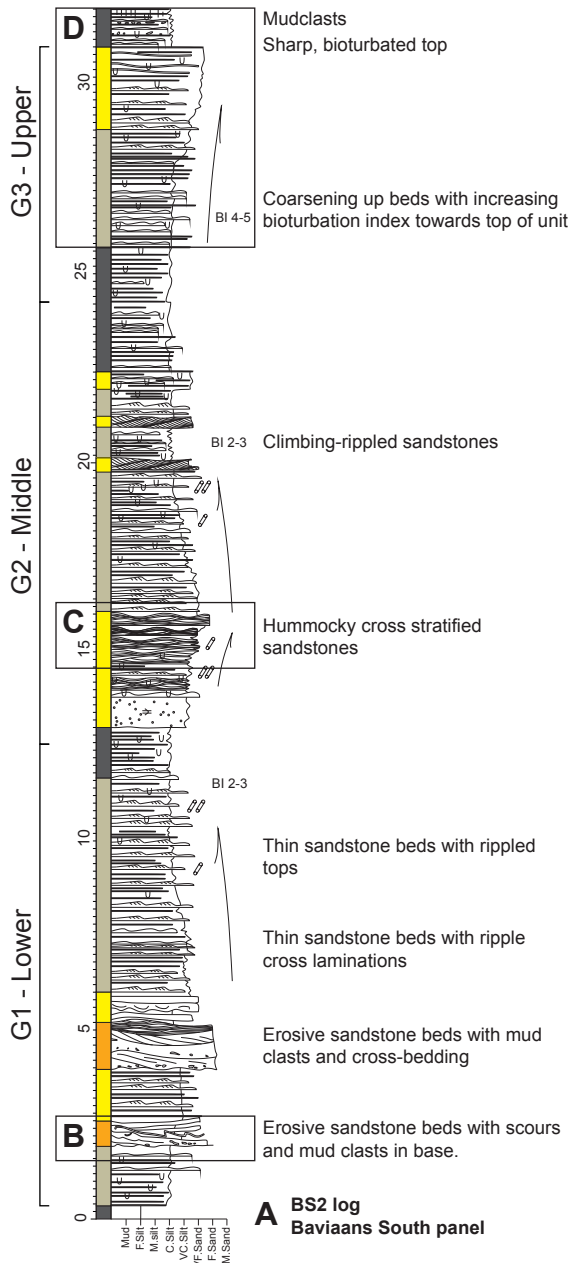 D
Mudclasts
Sharp, bioturbated top
30
G3 - Upper
BI 4-5
Coarsening up beds with increasing
bioturbation index towards top of unit
25
G2 - Middle
BI 2-3
Climbing-rippled sandstones
20
C
Hummocky cross stratified
sandstones
15
BI 2-3
10
Thin sandstone beds with rippled
tops
G1 - Lower
Thin sandstone beds with ripple
cross laminations
5
Erosive sandstone beds with mud
clasts and cross-bedding
B
Erosive sandstone beds with scours
and mud clasts in base.
0
A
BS2 log
Baviaans South panel
Mud
F.Silt
M.silt
C.Silt
VC.Silt
VF.Sand
F.Sand
M.Sand